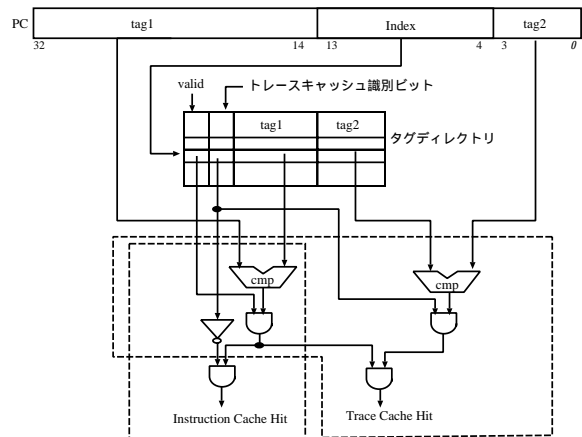 PC tag1 Index tag2
32 14 13 4 3 0
valid トレースキャッシュ識別ビット
tag1 tag2
タグディレクトリ
cmp cmp
Instruction Cache Hit Trace Cache Hit